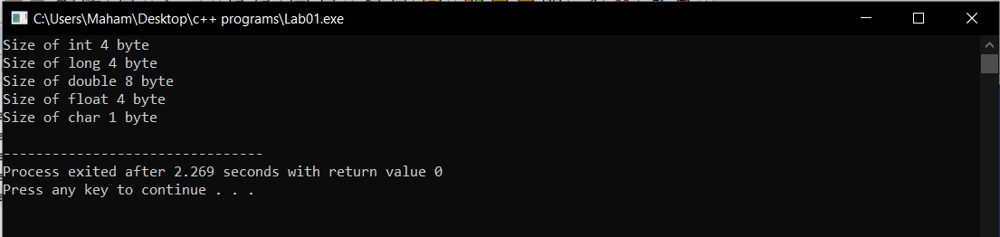 C:\Users\Maham\Desktop\c++ programs\Lab01.exe
Size of int 4 byte
Size of long 4 byte
Size of double 8 byte
Size of float 4 byte
Size of char 1 byte
--------------------------------
Process exited after 2.269 seconds with return value 0
Press any key to continue . . .